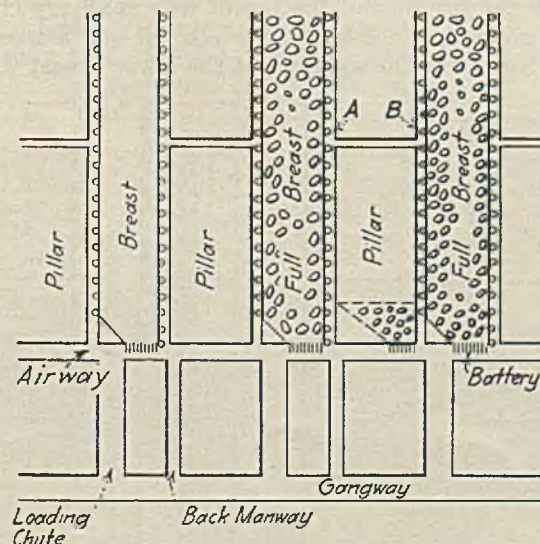 A
B
Pillar
Breast
Pillar
Full Breast
Pillar
Full Breast
Airway
Battery
Gangway
Loading Chute
Back Manway